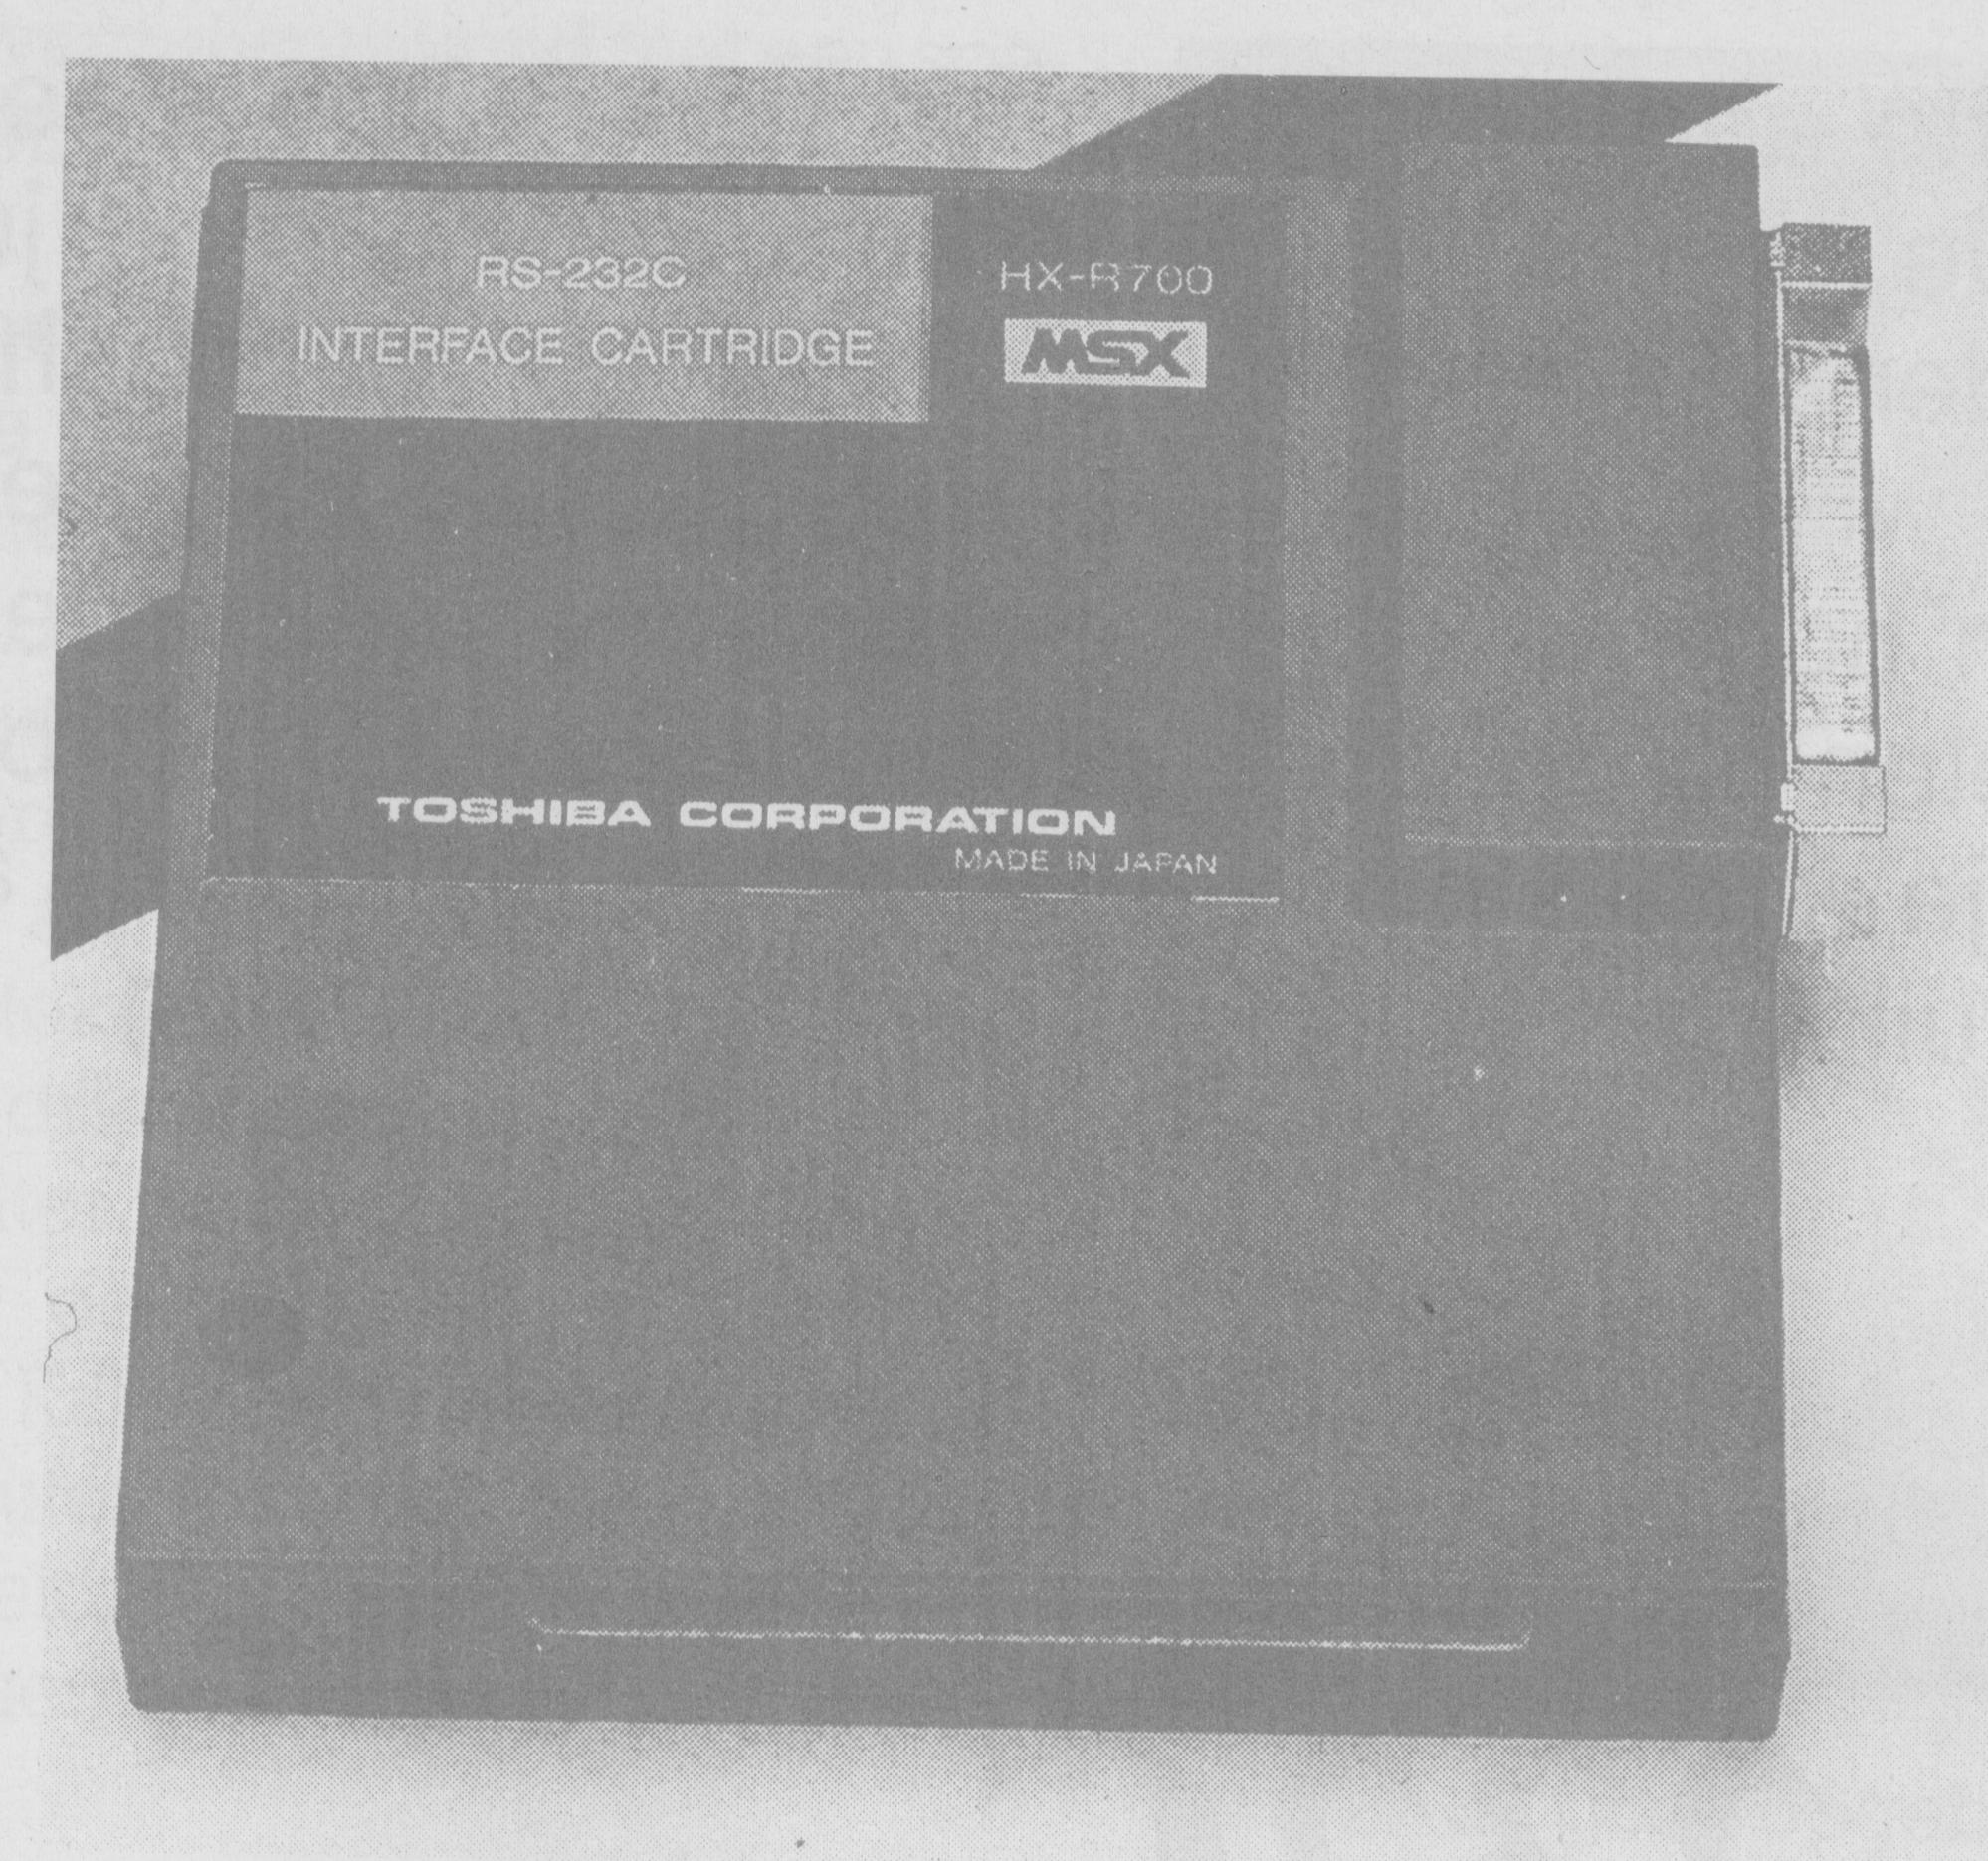 RS-232C
INTERFACE CARTRIDGE
HX-R700
MSX
TOSHIBA CORPORATION
MADE IN JAPAN